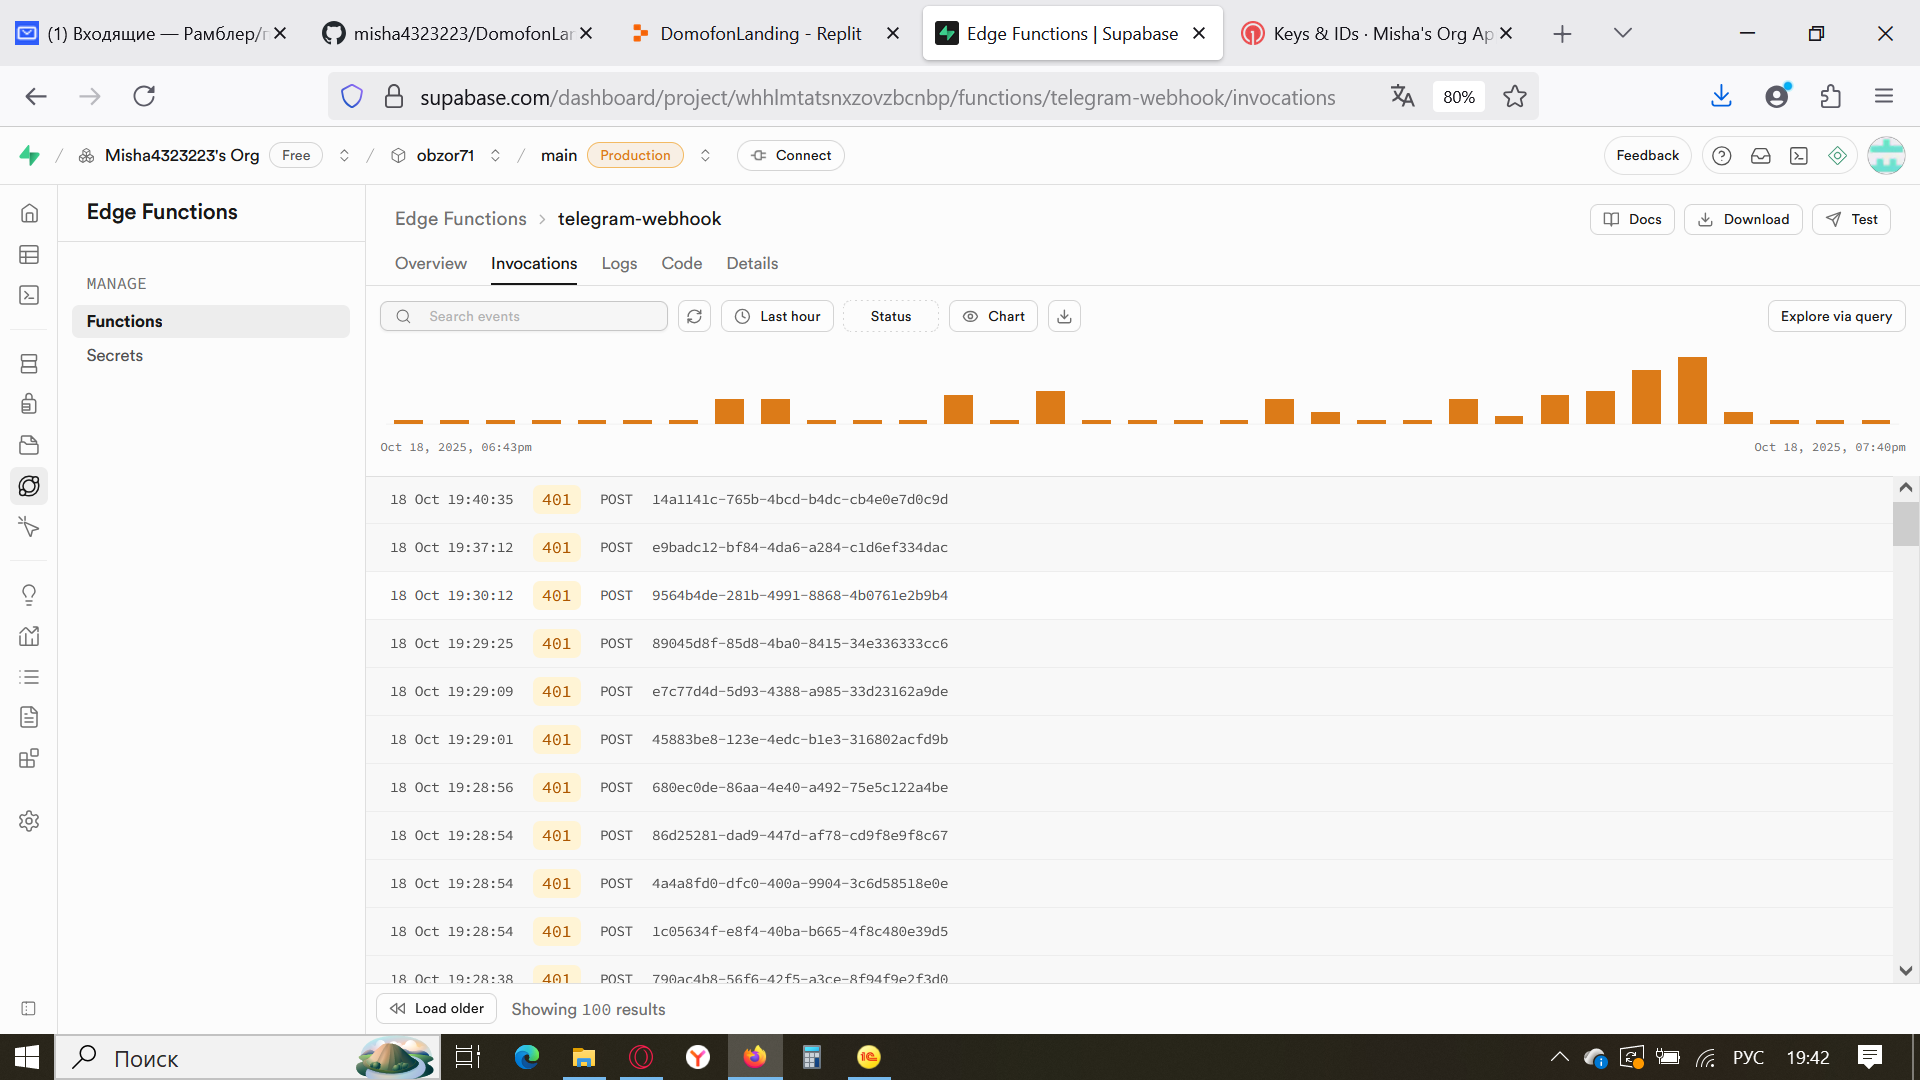 (1) Входящие — Рамблер/п
misha4323223/DomofonLan
DomofonLanding - Replit
Edge Functions | Supabase
Keys & IDs · Misha's Org Ap
supabase.com/dashboard/project/whhlmtatsnxzovzbcnbp/functions/telegram-webhook/invocations
80%
Misha4323223's Org
Free
obzor71
main
Production
Connect
Feedback
Edge Functions
Edge Functions > telegram-webhook
Docs
Download
Test
Overview
Invocations
Logs
Code
Details
MANAGE
Functions
Secrets
Search events
Last hour
Status
Chart
Explore via query
Oct 18, 2025, 06:43pm
Oct 18, 2025, 07:40pm
18 Oct 19:40:35 401 POST 14a1141c-765b-4bcd-b4dc-cb4e0e7d0c9d
18 Oct 19:37:12 401 POST e9badc12-bf84-4da6-a284-c1d6ef334dac
18 Oct 19:30:12 401 POST 9564b4de-281b-4991-8868-4b0761e2b9b4
18 Oct 19:29:25 401 POST 89045d8f-85d8-4ba0-8415-34e336333cc6
18 Oct 19:29:09 401 POST e7c77d4d-5d93-4388-a985-33d23162a9de
18 Oct 19:29:01 401 POST 45883be8-123e-4edc-b1e3-316802acfd9b
18 Oct 19:28:56 401 POST 680ec0de-86aa-4e40-a492-75e5c122a4be
18 Oct 19:28:54 401 POST 86d25281-dad9-447d-af78-cd9f8e9f8c67
18 Oct 19:28:54 401 POST 4a4a8fd0-dfc0-400a-9904-3c6d58518e0e
18 Oct 19:28:54 401 POST 1c05634f-e8f4-40ba-b665-4f8c480e39d5
18 Oct 19:28:38 401 POST 790ac4b8-56f6-42f5-a3ce-8f94f9e2f3d0
Load older
Showing 100 results
Поиск
РУС
19:42